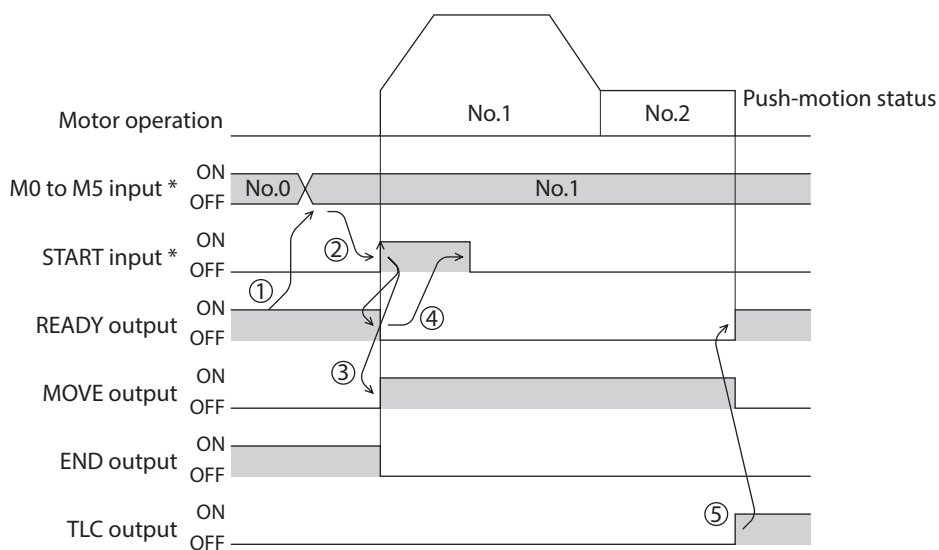 Motor operation
No.1
No.2
Push-motion status
M0 to M5 input *
ON
OFF
No.0
No.1
START input *
ON
OFF
②
①
READY output
ON
OFF
④
③
MOVE output
ON
OFF
END output
ON
OFF
TLC output
ON
OFF
⑤